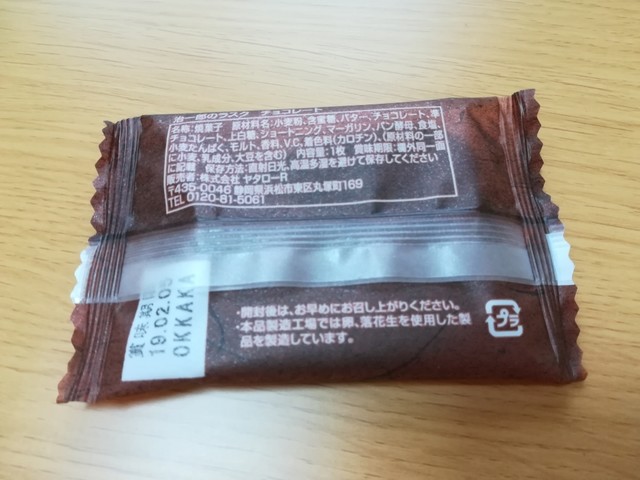 治一郎のラスク チョコレート
名称:焼菓子 原材料名:小麦粉、含蜜糖、バター、チョコレート、準
チョコレート、上白糖、ショートニング、マーガリン、パン酵母、食塩、
小麦たんぱく、モルト、香料、V.C、着色料(カロチン)、(原材料の一部
に小麦、乳成分、大豆を含む) 内容量:1枚 賞味期限:欄外同一面
に記載 保存方法:直射日光、高温多湿を避けて保存してください
販売者:株式会社 ヤタローR
〒435-0046 静岡県浜松市東区丸塚町169
TEL 0120-81-5061
・開封後は、お早めにお召し上がりください。
・本品製造工場では卵、落花生を使用した製
品を製造しています。
プラ
賞味期限
19.02.05
OKKAKA